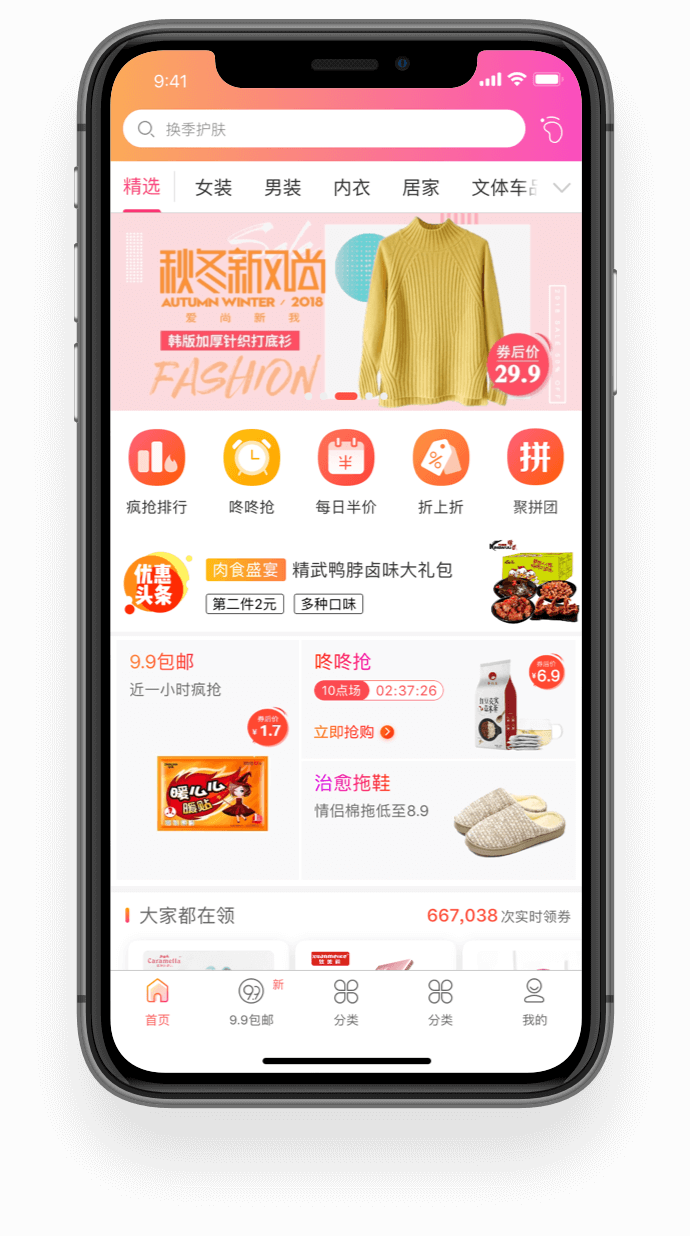 9:41
换季护肤
精选 女装 男装 内衣 居家 文体车品
Sale
秋冬新风尚
AUTUMN WINTER / 2018
爱 尚 新 我
韩版加厚针织打底衫
FASHION
券后价
29.9
% 半 拼
疯抢排行 咚咚抢 每日半价 折上折 聚拼团
优惠
头条
肉食盛宴 精武鸭脖卤味大礼包
第二件2元 多种口味
9.9包邮
近一小时疯抢
券后价
¥1.7
暖心心
暖贴
咚咚抢
10点场 02:37:26
立即抢购
券后价
¥6.9
治愈拖鞋
情侣棉拖低至8.9
大家都在领
667,038 次实时领券
Caramella
首页
9.9 新
9.9包邮
分类
分类
我的